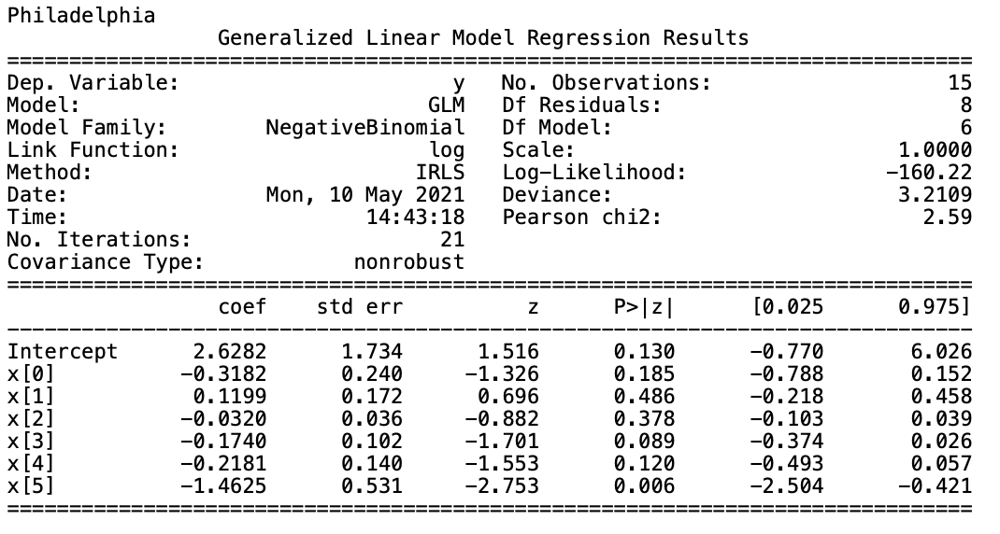 Philadelphia
Generalized Linear Model Regression Results
==============================================================================
Dep. Variable: y No. Observations: 15
Model: GLM Df Residuals: 8
Model Family: NegativeBinomial Df Model: 6
Link Function: log Scale: 1.0000
Method: IRLS Log-Likelihood: -160.22
Date: Mon, 10 May 2021 Deviance: 3.2109
Time: 14:43:18 Pearson chi2: 2.59
No. Iterations: 21
Covariance Type: nonrobust
==============================================================================
coef std err z P>|z| [0.025 0.975]
------------------------------------------------------------------------------
Intercept 2.6282 1.734 1.516 0.130 -0.770 6.026
x[0] -0.3182 0.240 -1.326 0.185 -0.788 0.152
x[1] 0.1199 0.172 0.696 0.486 -0.218 0.458
x[2] -0.0320 0.036 -0.882 0.378 -0.103 0.039
x[3] -0.1740 0.102 -1.701 0.089 -0.374 0.026
x[4] -0.2181 0.140 -1.553 0.120 -0.493 0.057
x[5] -1.4625 0.531 -2.753 0.006 -2.504 -0.421
==============================================================================